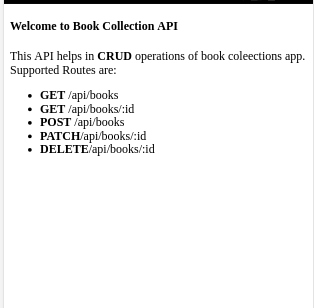 Welcome to Book Collection API
This API helps in CRUD operations of book coleections app.
Supported Routes are:
GET /api/books
GET /api/books/:id
POST /api/books
PATCH/api/books/:id
DELETE/api/books/:id